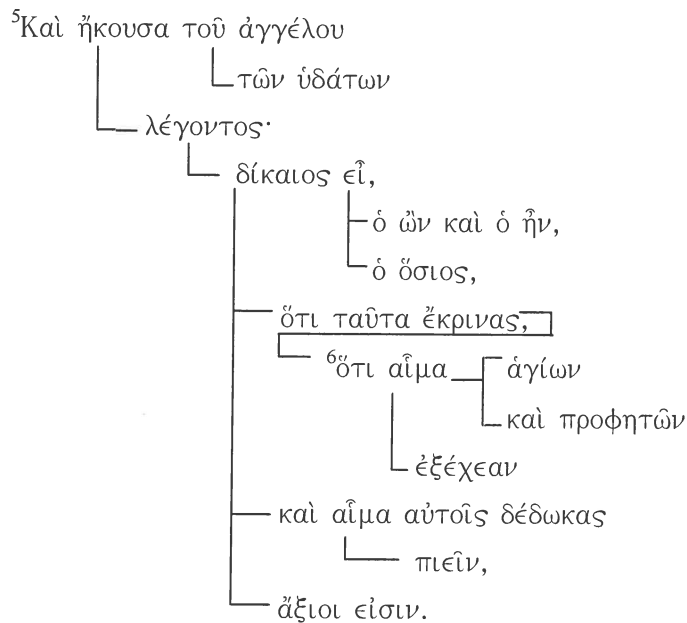 ⁵Καὶ ἤκουσα τοῦ ἀγγέλου
τῶν ὑδάτων
λέγοντος·
δίκαιος εἶ,
ὁ ὢν καὶ ὁ ἦν,
ὁ ὅσιος,
ὅτι ταῦτα ἔκρινας,
⁶ὅτι αἷμα ἁγίων
καὶ προφητῶν
ἐξέχεαν
καὶ αἷμα αὐτοῖς δέδωκας
πιεῖν,
ἄξιοι εἰσιν.